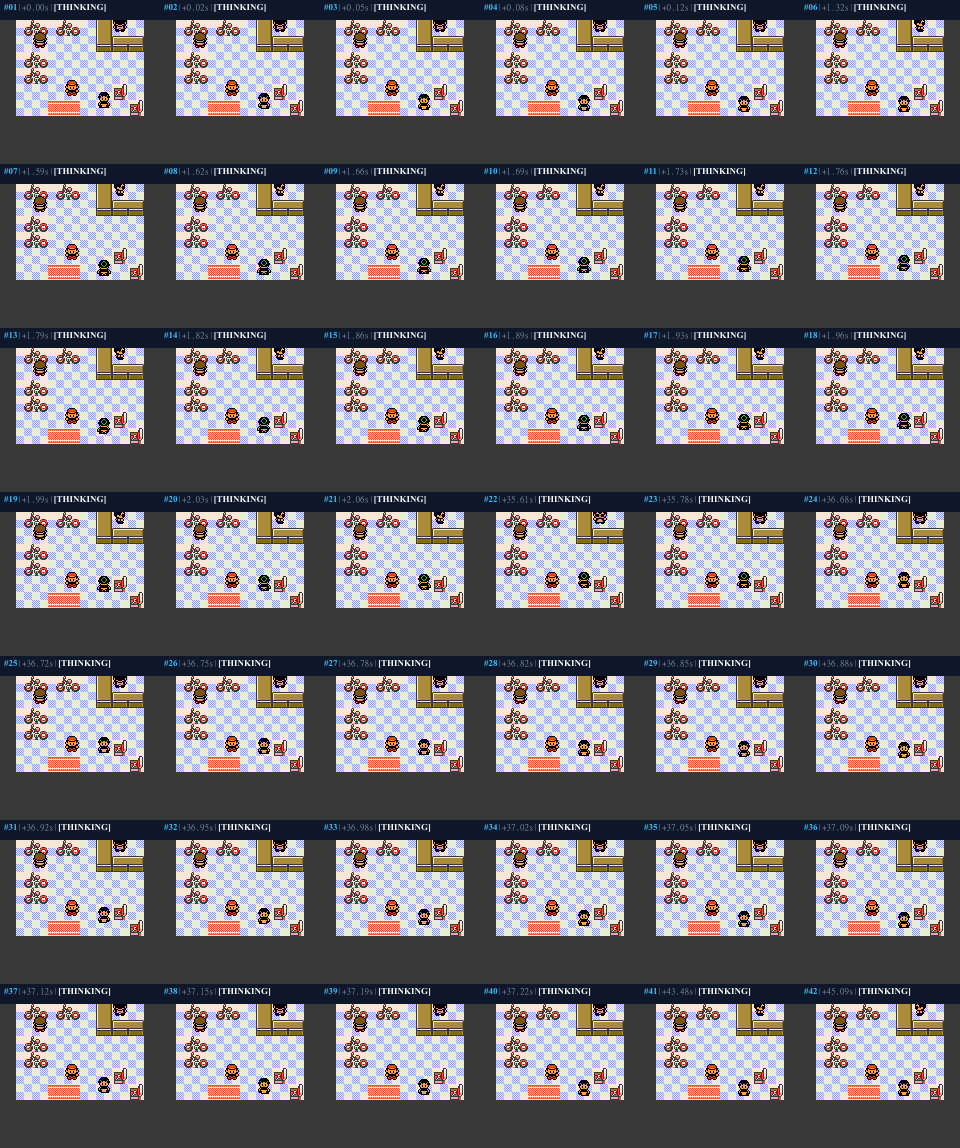 #01|+0.00s|[THINKING] #02|+0.02s|[THINKING] #03|+0.05s|[THINKING] #04|+0.08s|[THINKING] #05|+0.12s|[THINKING] #06|+1.32s|[THINKING]
#07|+1.59s|[THINKING] #08|+1.62s|[THINKING] #09|+1.66s|[THINKING] #10|+1.69s|[THINKING] #11|+1.73s|[THINKING] #12|+1.76s|[THINKING]
#13|+1.79s|[THINKING] #14|+1.82s|[THINKING] #15|+1.86s|[THINKING] #16|+1.89s|[THINKING] #17|+1.93s|[THINKING] #18|+1.96s|[THINKING]
#19|+1.99s|[THINKING] #20|+2.03s|[THINKING] #21|+2.06s|[THINKING] #22|+35.61s|[THINKING] #23|+35.78s|[THINKING] #24|+36.68s|[THINKING]
#25|+36.72s|[THINKING] #26|+36.75s|[THINKING] #27|+36.78s|[THINKING] #28|+36.82s|[THINKING] #29|+36.85s|[THINKING] #30|+36.88s|[THINKING]
#31|+36.92s|[THINKING] #32|+36.95s|[THINKING] #33|+36.98s|[THINKING] #34|+37.02s|[THINKING] #35|+37.05s|[THINKING] #36|+37.09s|[THINKING]
#37|+37.12s|[THINKING] #38|+37.15s|[THINKING] #39|+37.19s|[THINKING] #40|+37.22s|[THINKING] #41|+43.48s|[THINKING] #42|+45.09s|[THINKING]